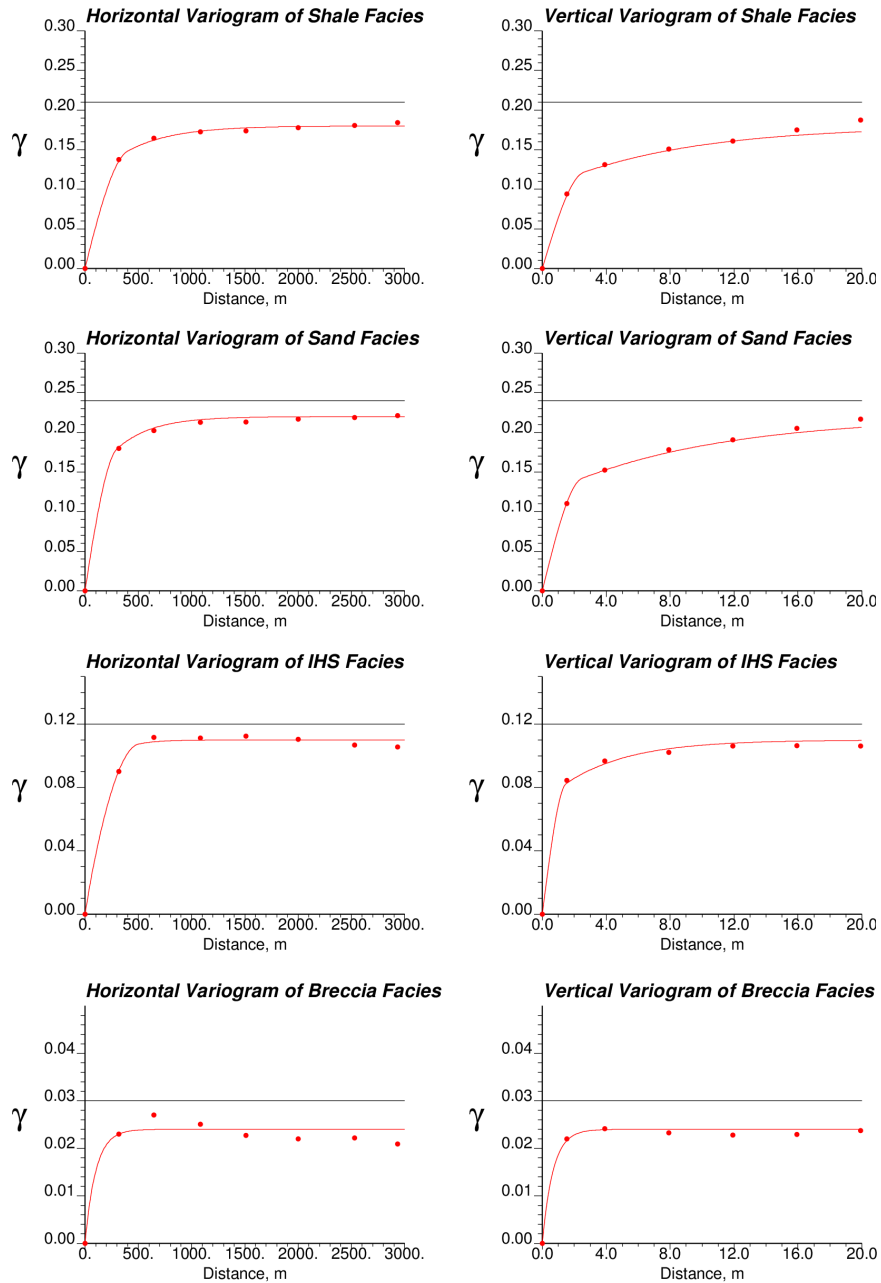 Horizontal Variogram of Shale Facies
γ
0.30
0.25
0.20
0.15
0.10
0.05
0.00
0. 500. 1000. 1500. 2000. 2500. 3000.
Distance, m
Vertical Variogram of Shale Facies
γ
0.30
0.25
0.20
0.15
0.10
0.05
0.00
0.0 4.0 8.0 12.0 16.0 20.0
Distance, m
Horizontal Variogram of Sand Facies
γ
0.30
0.25
0.20
0.15
0.10
0.05
0.00
0. 500. 1000. 1500. 2000. 2500. 3000.
Distance, m
Vertical Variogram of Sand Facies
γ
0.30
0.25
0.20
0.15
0.10
0.05
0.00
0.0 4.0 8.0 12.0 16.0 20.0
Distance, m
Horizontal Variogram of IHS Facies
γ
0.12
0.08
0.04
0.00
0. 500. 1000. 1500. 2000. 2500. 3000.
Distance, m
Vertical Variogram of IHS Facies
γ
0.12
0.08
0.04
0.00
0.0 4.0 8.0 12.0 16.0 20.0
Distance, m
Horizontal Variogram of Breccia Facies
γ
0.04
0.03
0.02
0.01
0.00
0. 500. 1000. 1500. 2000. 2500. 3000.
Distance, m
Vertical Variogram of Breccia Facies
γ
0.04
0.03
0.02
0.01
0.00
0.0 4.0 8.0 12.0 16.0 20.0
Distance, m